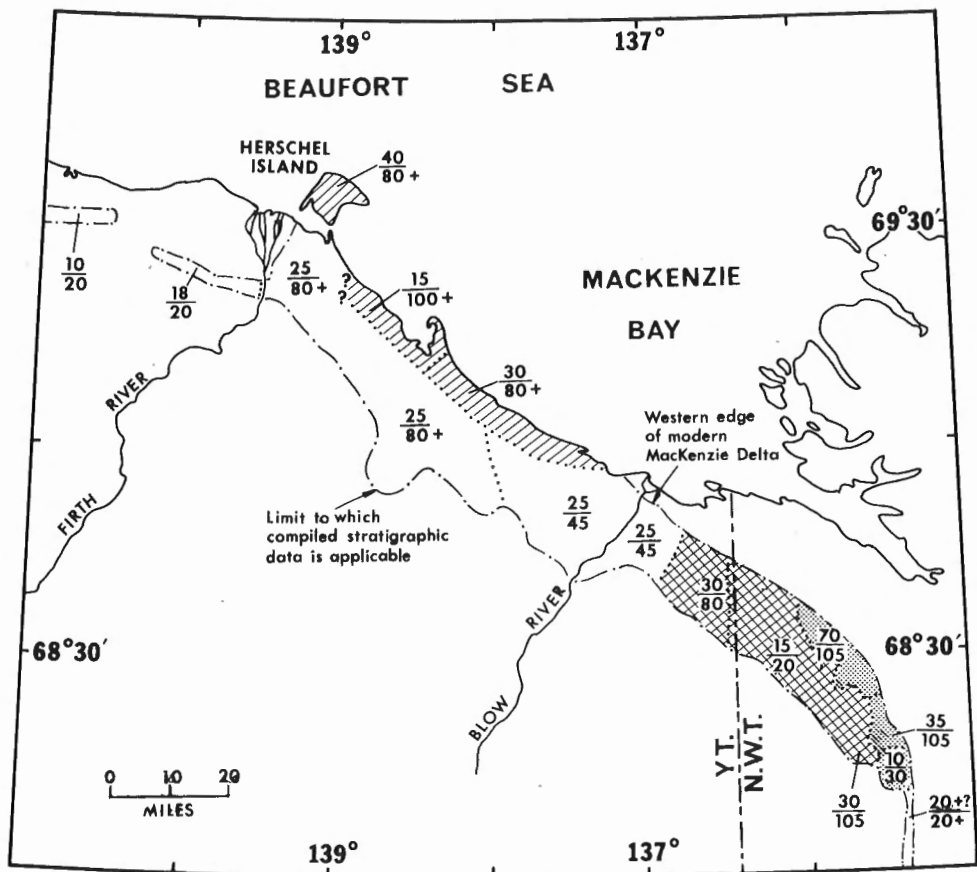 139° 137°
BEAUFORT SEA
HERSCHEL
ISLAND
40
80+
69°30′
10
20
18
20
25
80+
?
?
15
100+
MACKENZIE
BAY
30
80+
RIVER
FIRTH
25
80+
Western edge
of modern
MacKenzie Delta
Limit to which
compiled stratigraphic
data is applicable
25
45
25
45
30
80
RIVER
BLOW
15
20
70
105
68°30′
68°30′
35
105
10
30
Y.T.
N.W.T.
30
105
20+?
20+
0 10 20
MILES
139° 137°